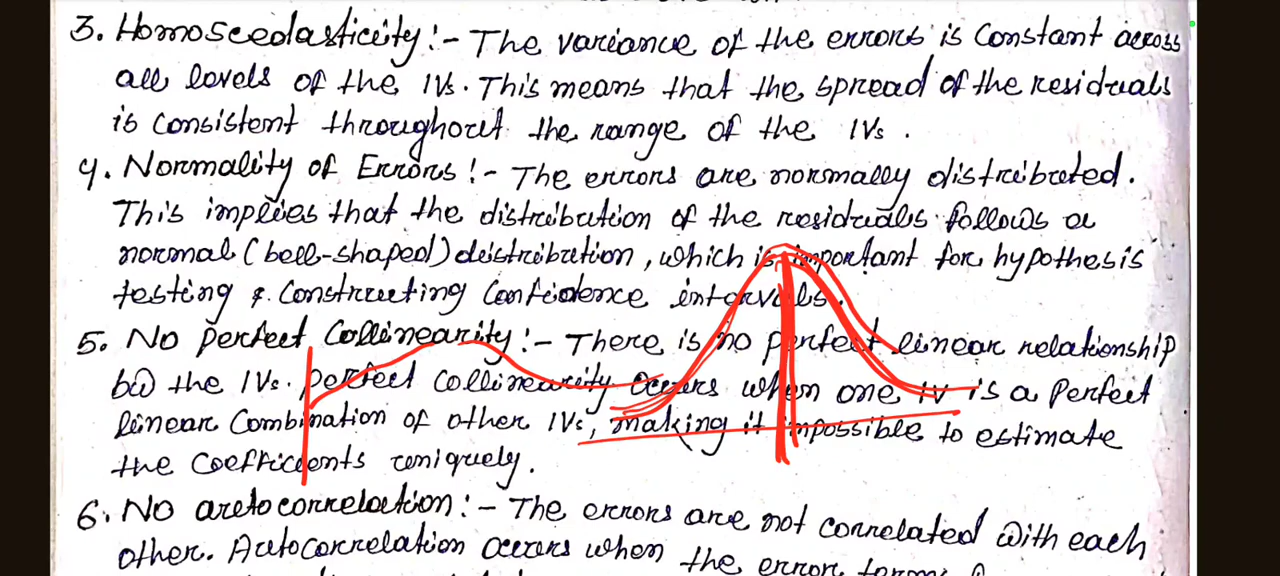 3. Homoscedasticity :- The variance of the errors is constant across
all levels of the IVs. This means that the spread of the residuals
is consistent throughout the range of the IVs .
4. Normality of Errors :- The errors are normally distributed.
This implies that the distribution of the residuals follows a
normal (bell-shaped) distribution, which is important for hypothesis
testing & constructing confidence intervals.
5. No perfect collinearity :- There is no perfect linear relationship
b/w the IVs. perfect collinearity occurs when one IV is a perfect
linear combination of other IVs, making it impossible to estimate
the coefficients uniquely.
6. No autocorrelation :- The errors are not correlated with each
other. Autocorrelation occurs when the error terms